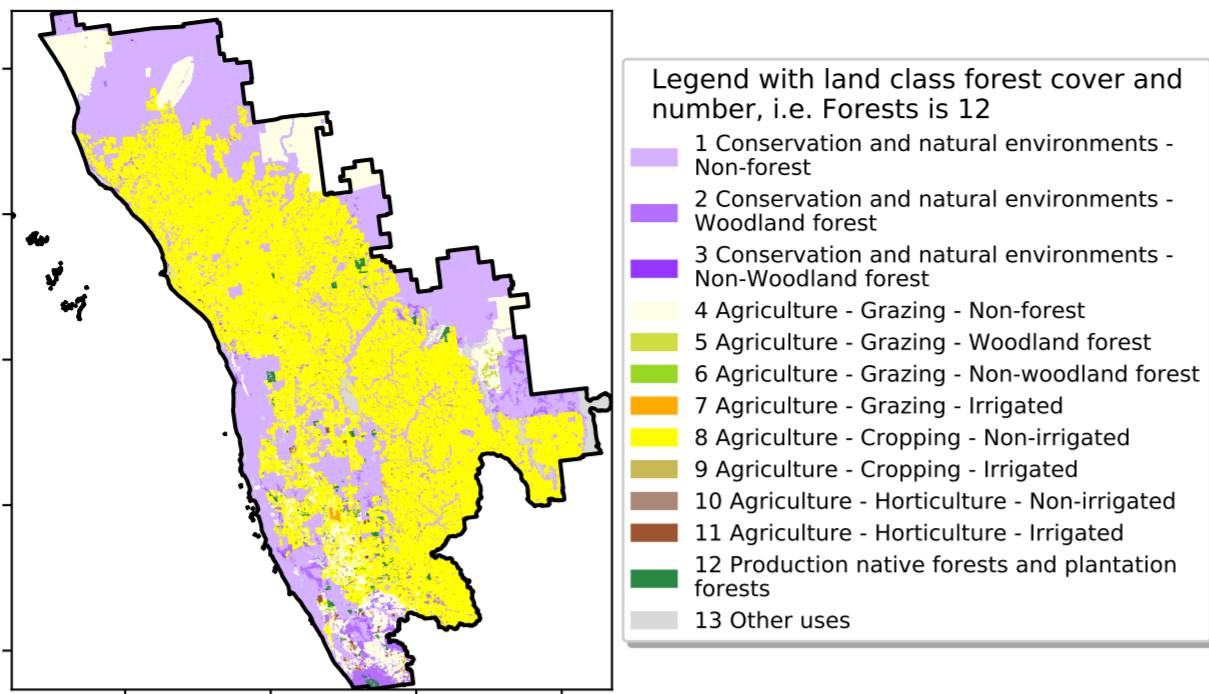 Legend with land class forest cover and
number, i.e. Forests is 12
1 Conservation and natural environments -
Non-forest
2 Conservation and natural environments -
Woodland forest
3 Conservation and natural environments -
Non-Woodland forest
4 Agriculture - Grazing - Non-forest
5 Agriculture - Grazing - Woodland forest
6 Agriculture - Grazing - Non-woodland forest
7 Agriculture - Grazing - Irrigated
8 Agriculture - Cropping - Non-irrigated
9 Agriculture - Cropping - Irrigated
10 Agriculture - Horticulture - Non-irrigated
11 Agriculture - Horticulture - Irrigated
12 Production native forests and plantation
forests
13 Other uses